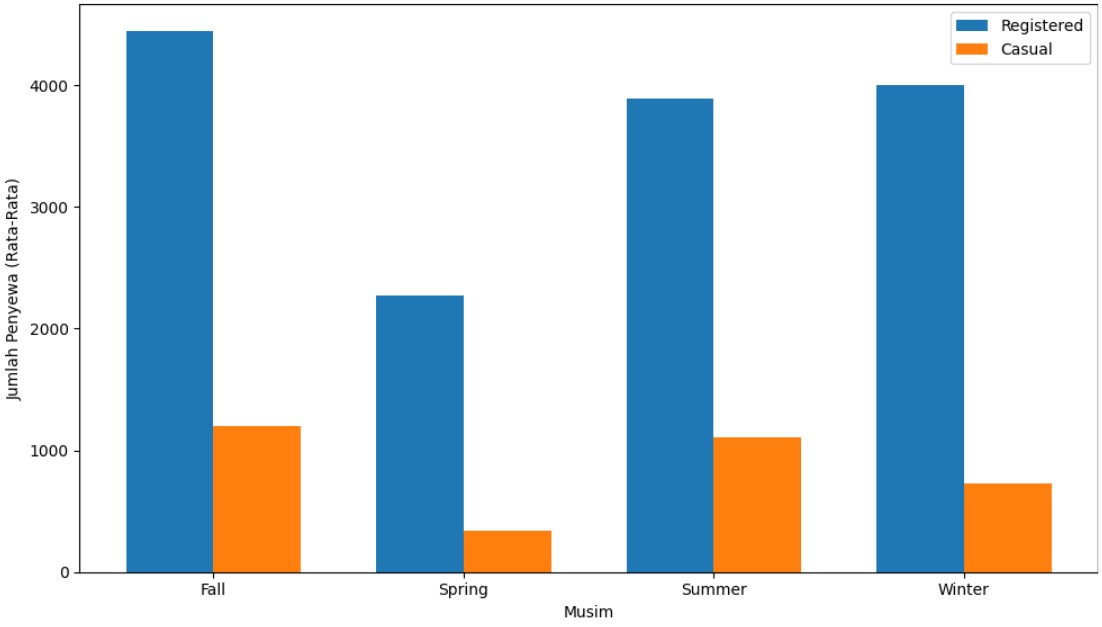 Registered
Casual
4000
3000
2000
1000
0
Jumlah Penyewa (Rata-Rata)
Fall
Spring
Summer
Winter
Musim